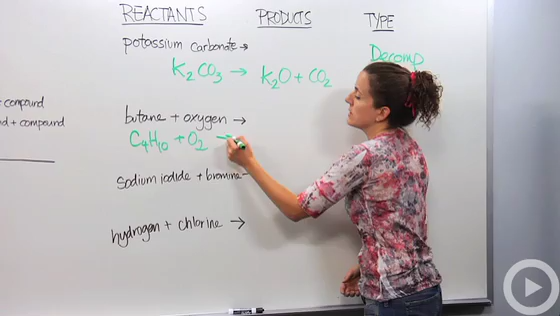 REACTANTS PRODUCTS TYPE
potassium carbonate →
K₂CO₃ → K₂O + CO₂ Decomp
compound
+ compound
butane + oxygen →
C₄H₁₀ + O₂ →
sodium iodide + bromine
hydrogen + chlorine →